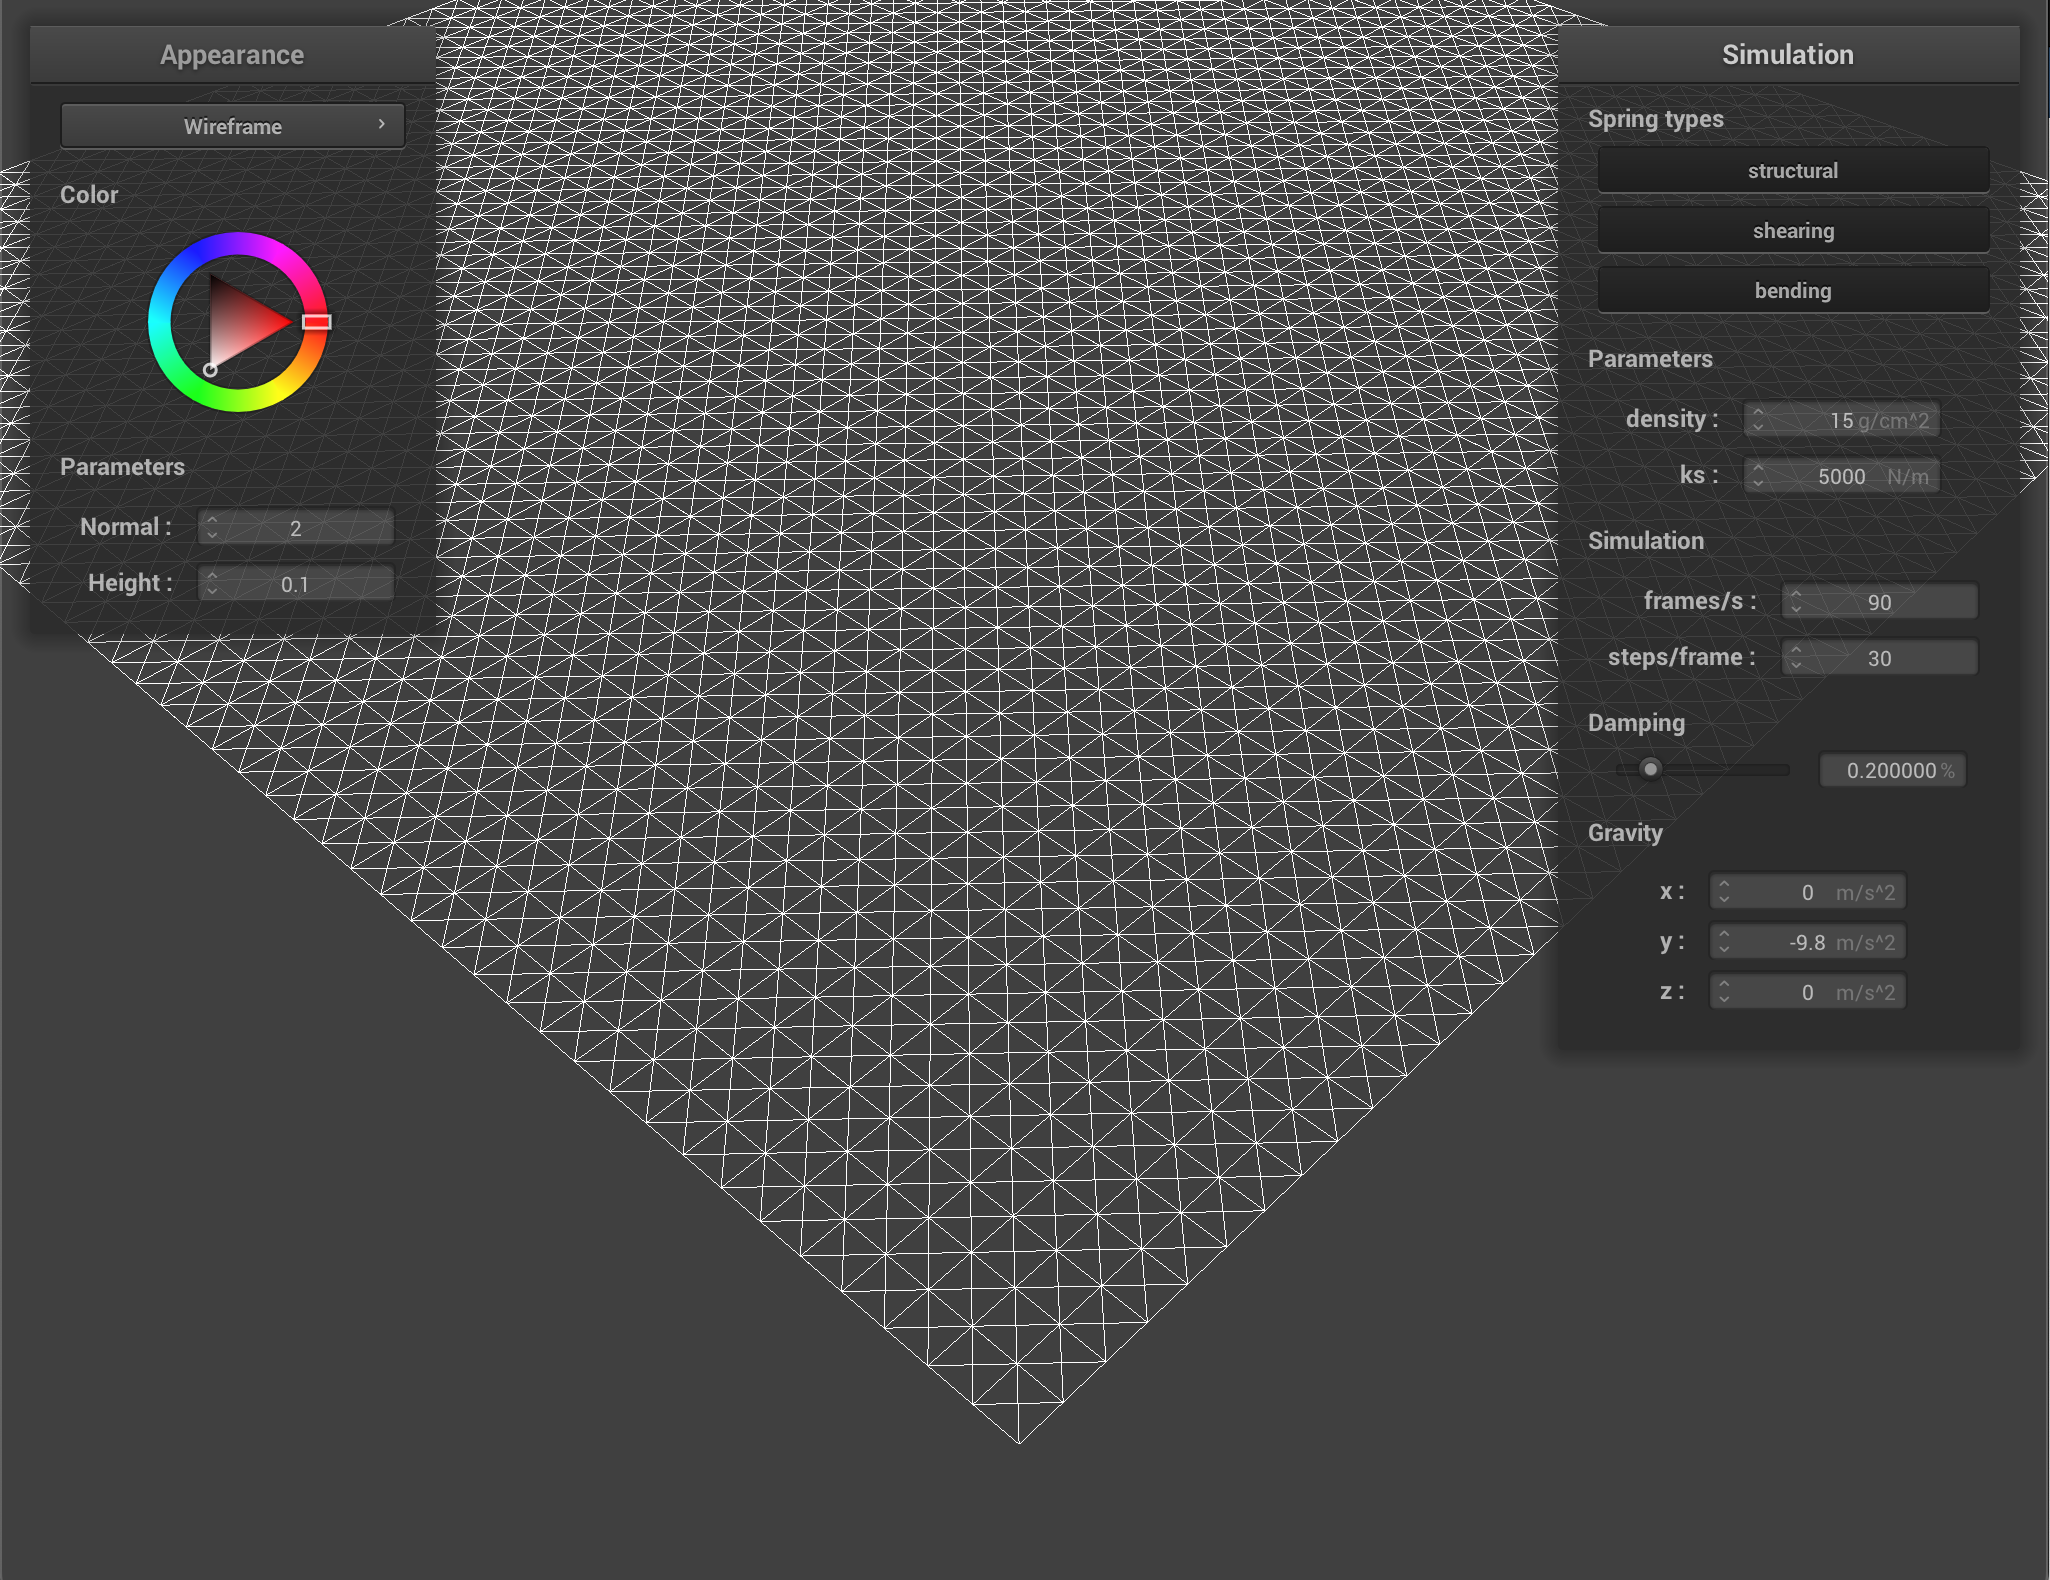 Appearance
Wireframe ›
Color
Parameters
Normal : 2
Height : 0.1
Simulation
Spring types
structural
shearing
bending
Parameters
density : 15 g/cm^2
ks : 5000 N/m
Simulation
frames/s : 90
steps/frame : 30
Damping
0.200000 %
Gravity
x : 0 m/s^2
y : -9.8 m/s^2
z : 0 m/s^2